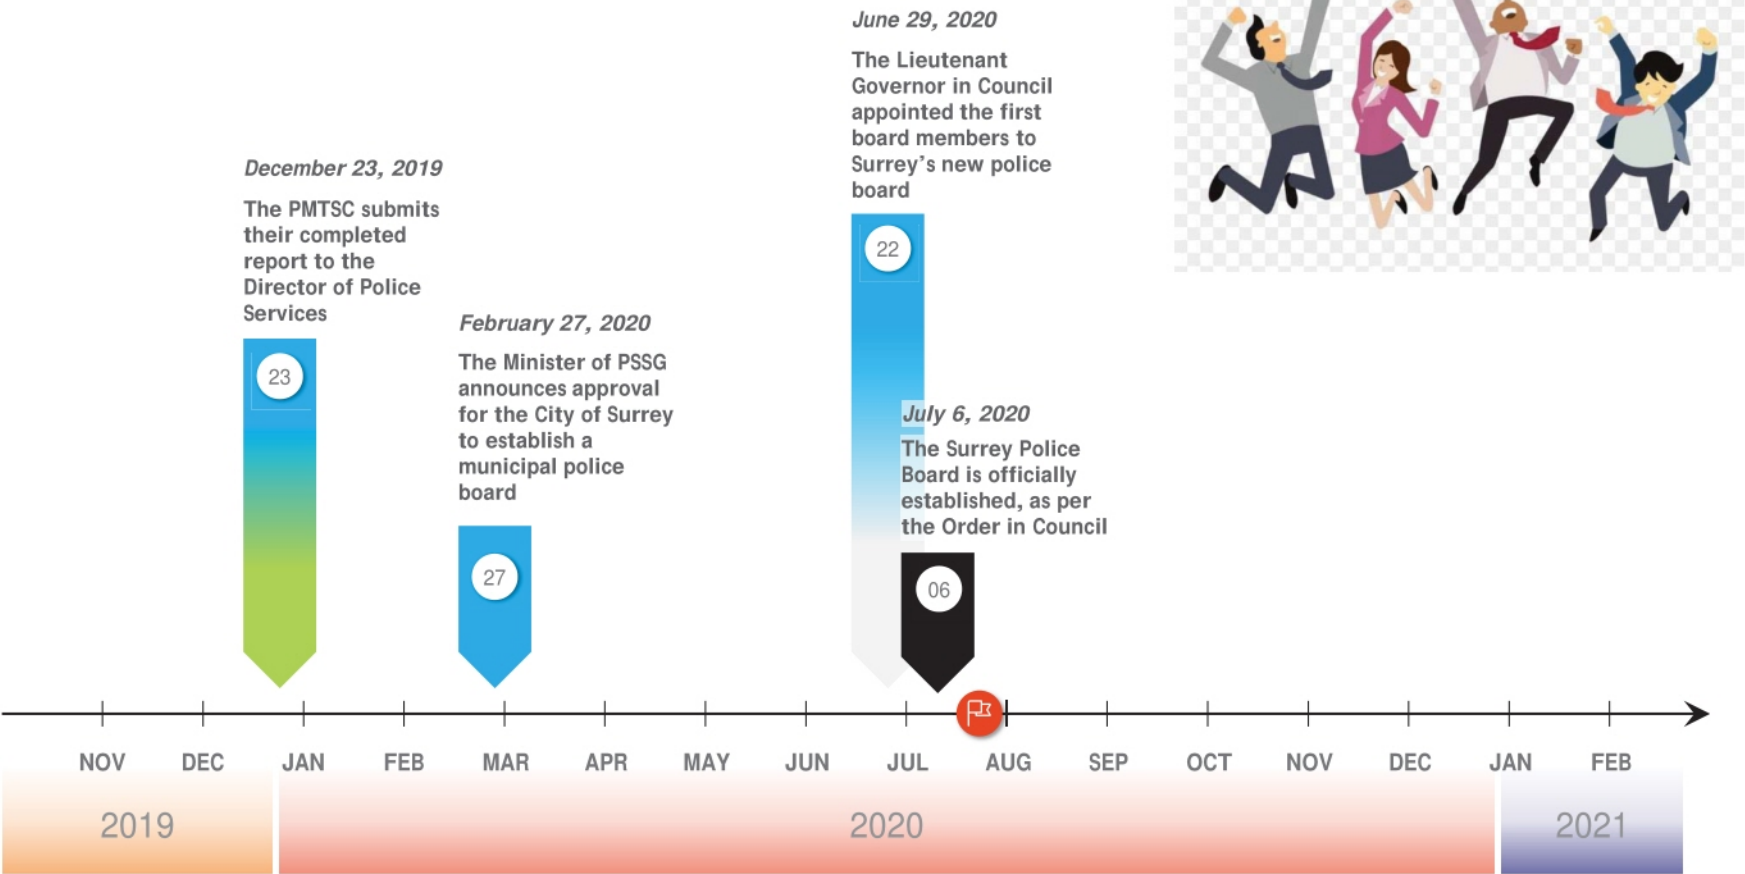 June 29, 2020
The Lieutenant
Governor in Council
appointed the first
board members to
Surrey's new police
board
December 23, 2019
The PMTSC submits
their completed
report to the
Director of Police
Services
22
February 27, 2020
The Minister of PSSG
announces approval
for the City of Surrey
to establish a
municipal police
board
23
July 6, 2020
The Surrey Police
Board is officially
established, as per
the Order in Council
27
06
NOV DEC JAN FEB MAR APR MAY JUN JUL AUG SEP OCT NOV DEC JAN FEB
2019 2020 2021